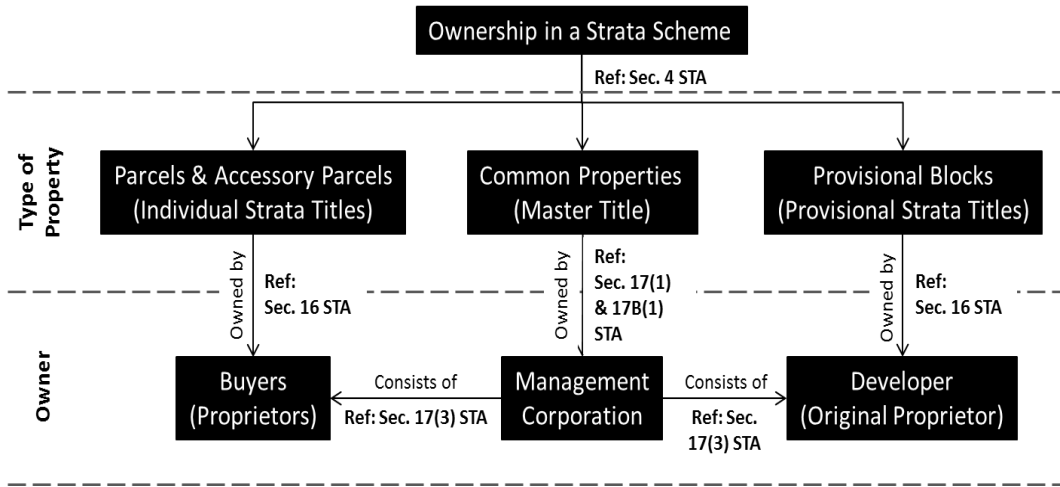 Ownership in a Strata Scheme
Ref: Sec. 4 STA
Type of
Property
Parcels & Accessory Parcels
(Individual Strata Titles)
Common Properties
(Master Title)
Provisional Blocks
(Provisional Strata Titles)
Owned by
Ref:
Sec. 16 STA
Owned by
Ref:
Sec. 17(1)
& 17B(1)
STA
Owned by
Ref:
Sec. 16 STA
Owner
Buyers
(Proprietors)
Consists of
Ref: Sec. 17(3) STA
Management
Corporation
Consists of
Ref: Sec.
17(3) STA
Developer
(Original Proprietor)